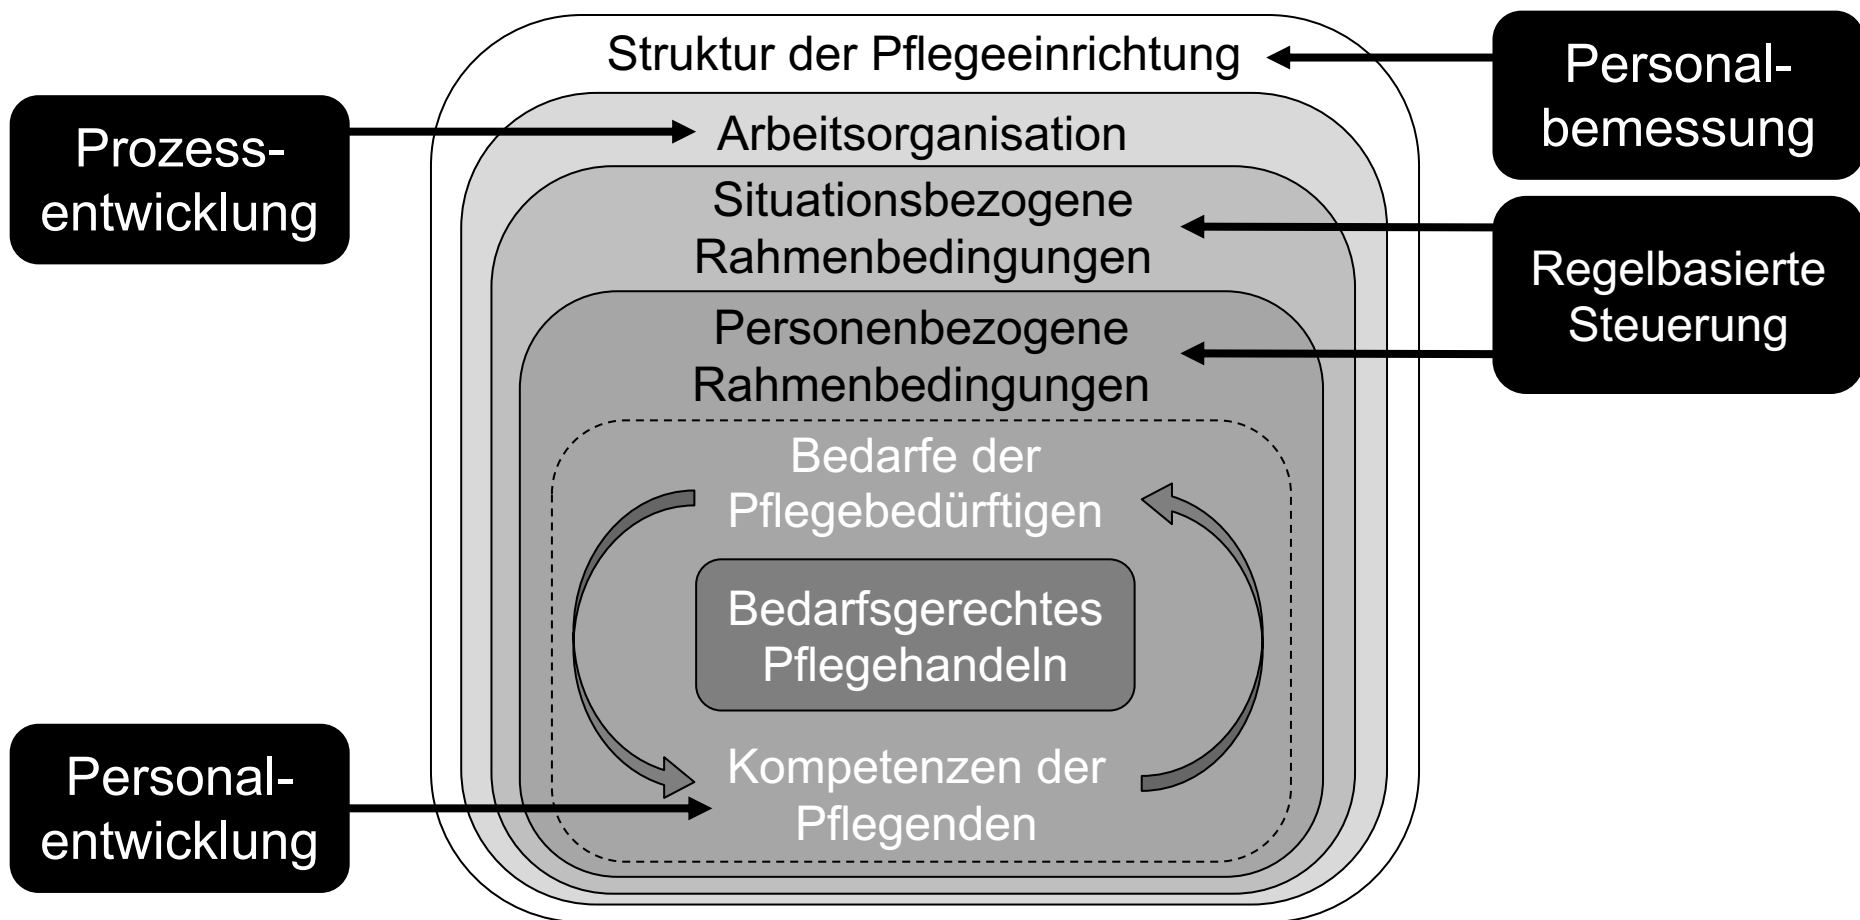 Struktur der Pflegeeinrichtung
Personal-
bemessung
Prozess-
entwicklung
Arbeitsorganisation
Situationsbezogene
Rahmenbedingungen
Regelbasierte
Steuerung
Personenbezogene
Rahmenbedingungen
Bedarfe der
Pflegebedürftigen
Bedarfsgerechtes
Pflegehandeln
Personal-
entwicklung
Kompetenzen der
Pflegenden